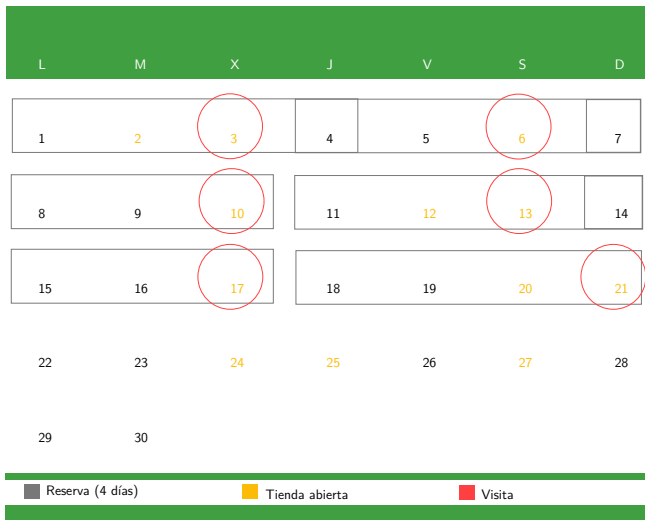 L M X J V S D
1 2 3 4 5 6 7
8 9 10 11 12 13 14
15 16 17 18 19 20 21
22 23 24 25 26 27 28
29 30
Reserva (4 días) Tienda abierta Visita